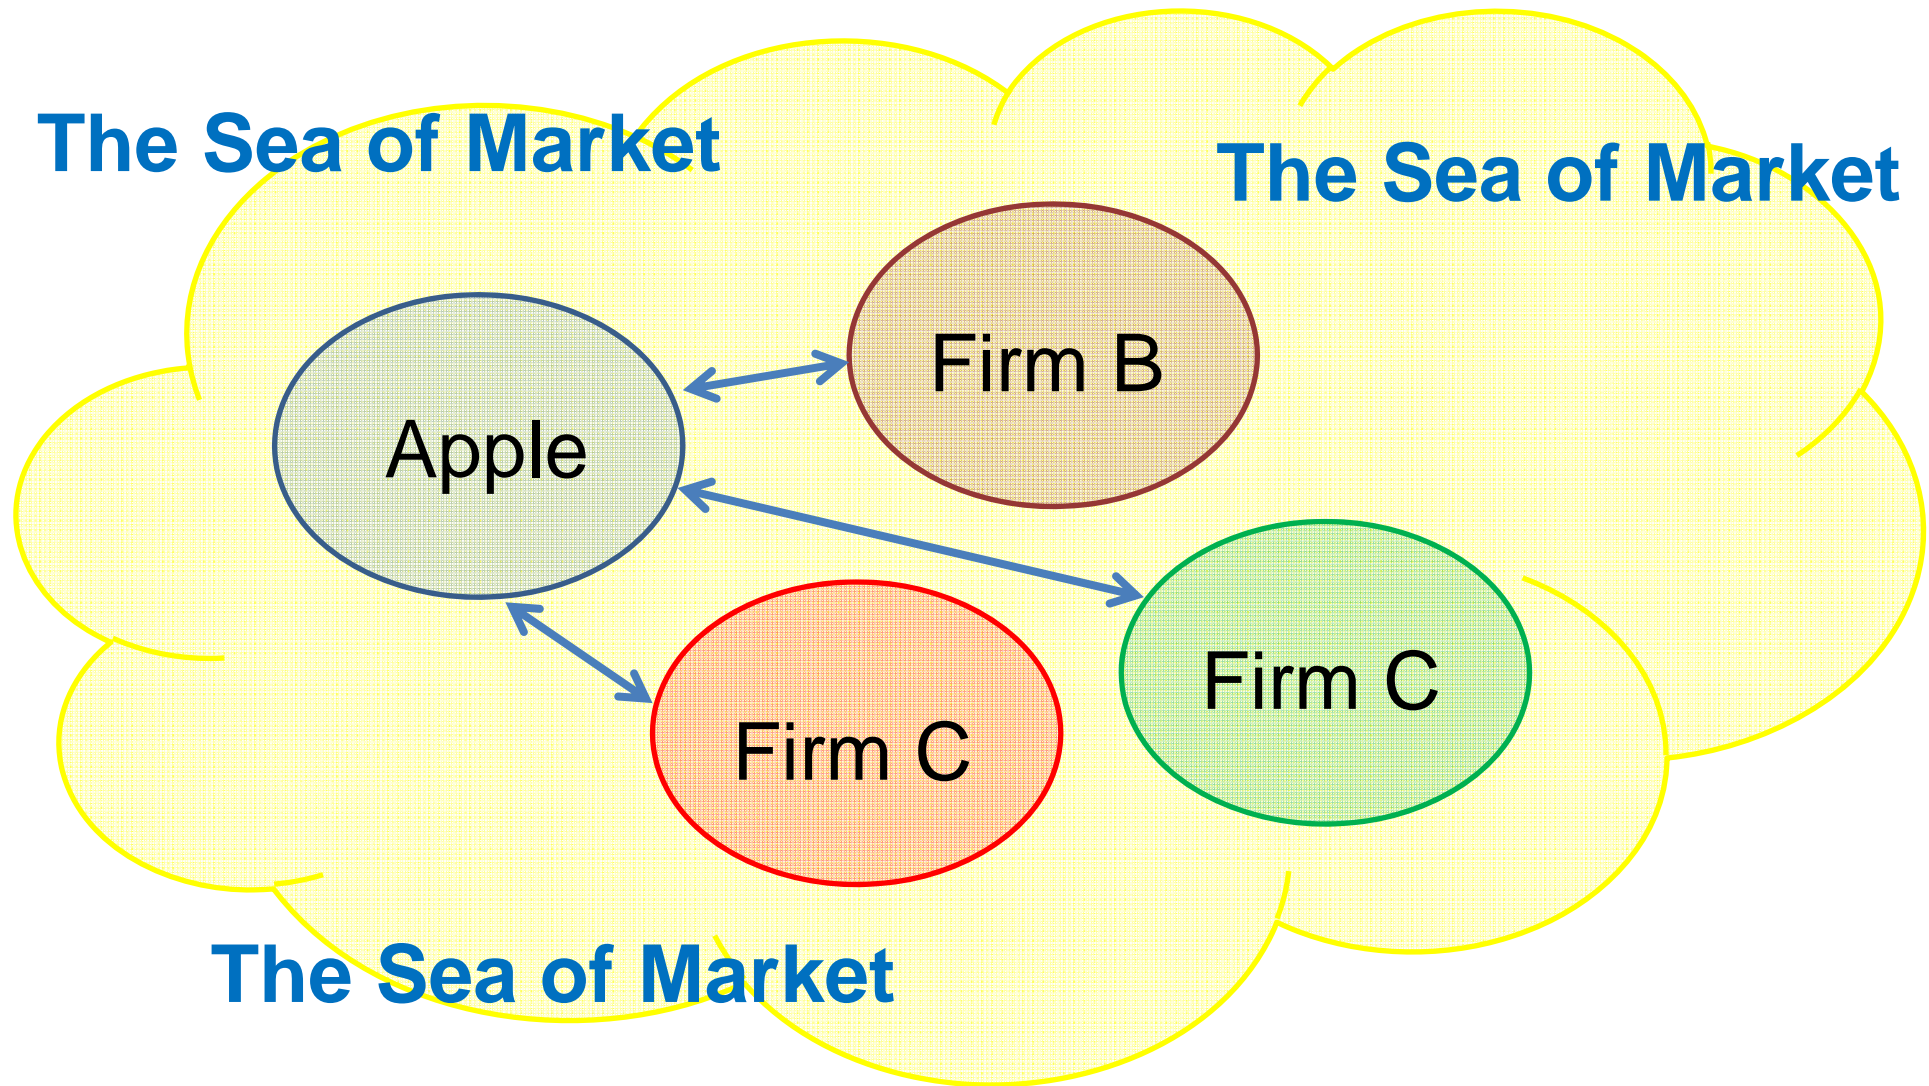 The Sea of Market
The Sea of Market
Firm B
Apple
Firm C
Firm C
The Sea of Market